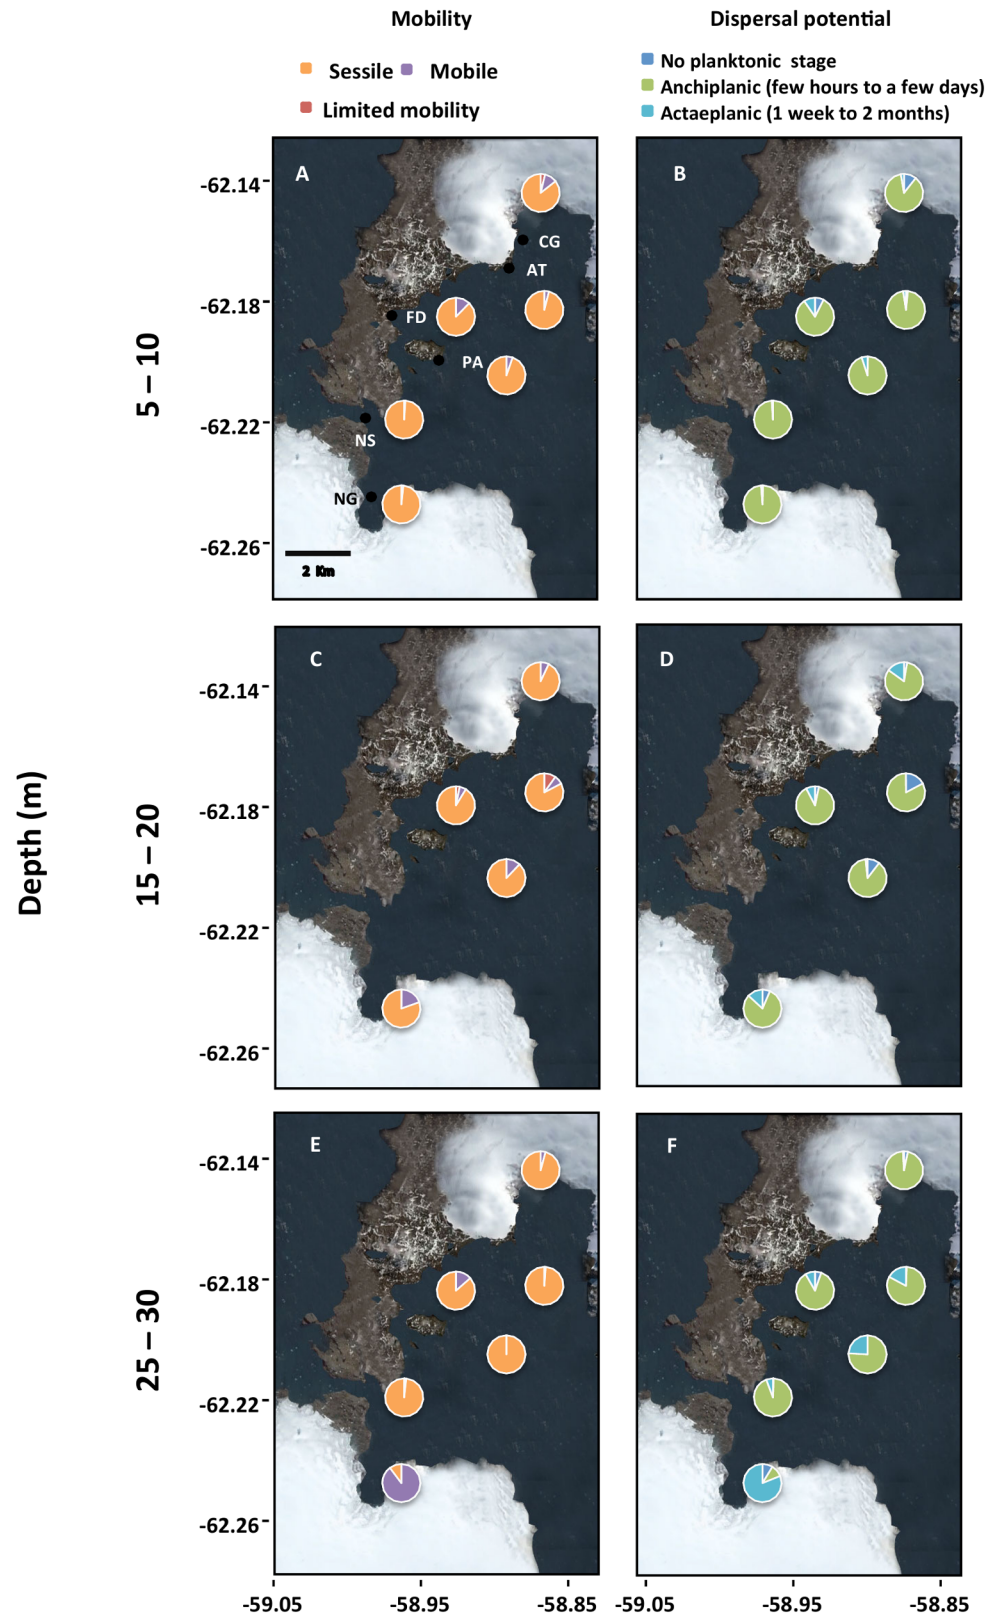 Mobility
Dispersal potential
Sessile
Mobile
Limited mobility
No planktonic stage
Anchiplanic (few hours to a few days)
Actaeplanic (1 week to 2 months)
Depth (m)
5 – 10
-62.14
-62.18
-62.22
-62.26
A
CG
AT
FD
PA
NS
NG
2 Km
B
15 – 20
-62.14
-62.18
-62.22
-62.26
C
D
25 – 30
-62.14
-62.18
-62.22
-62.26
E
F
-59.05
-58.95
-58.85
-59.05
-58.95
-58.85